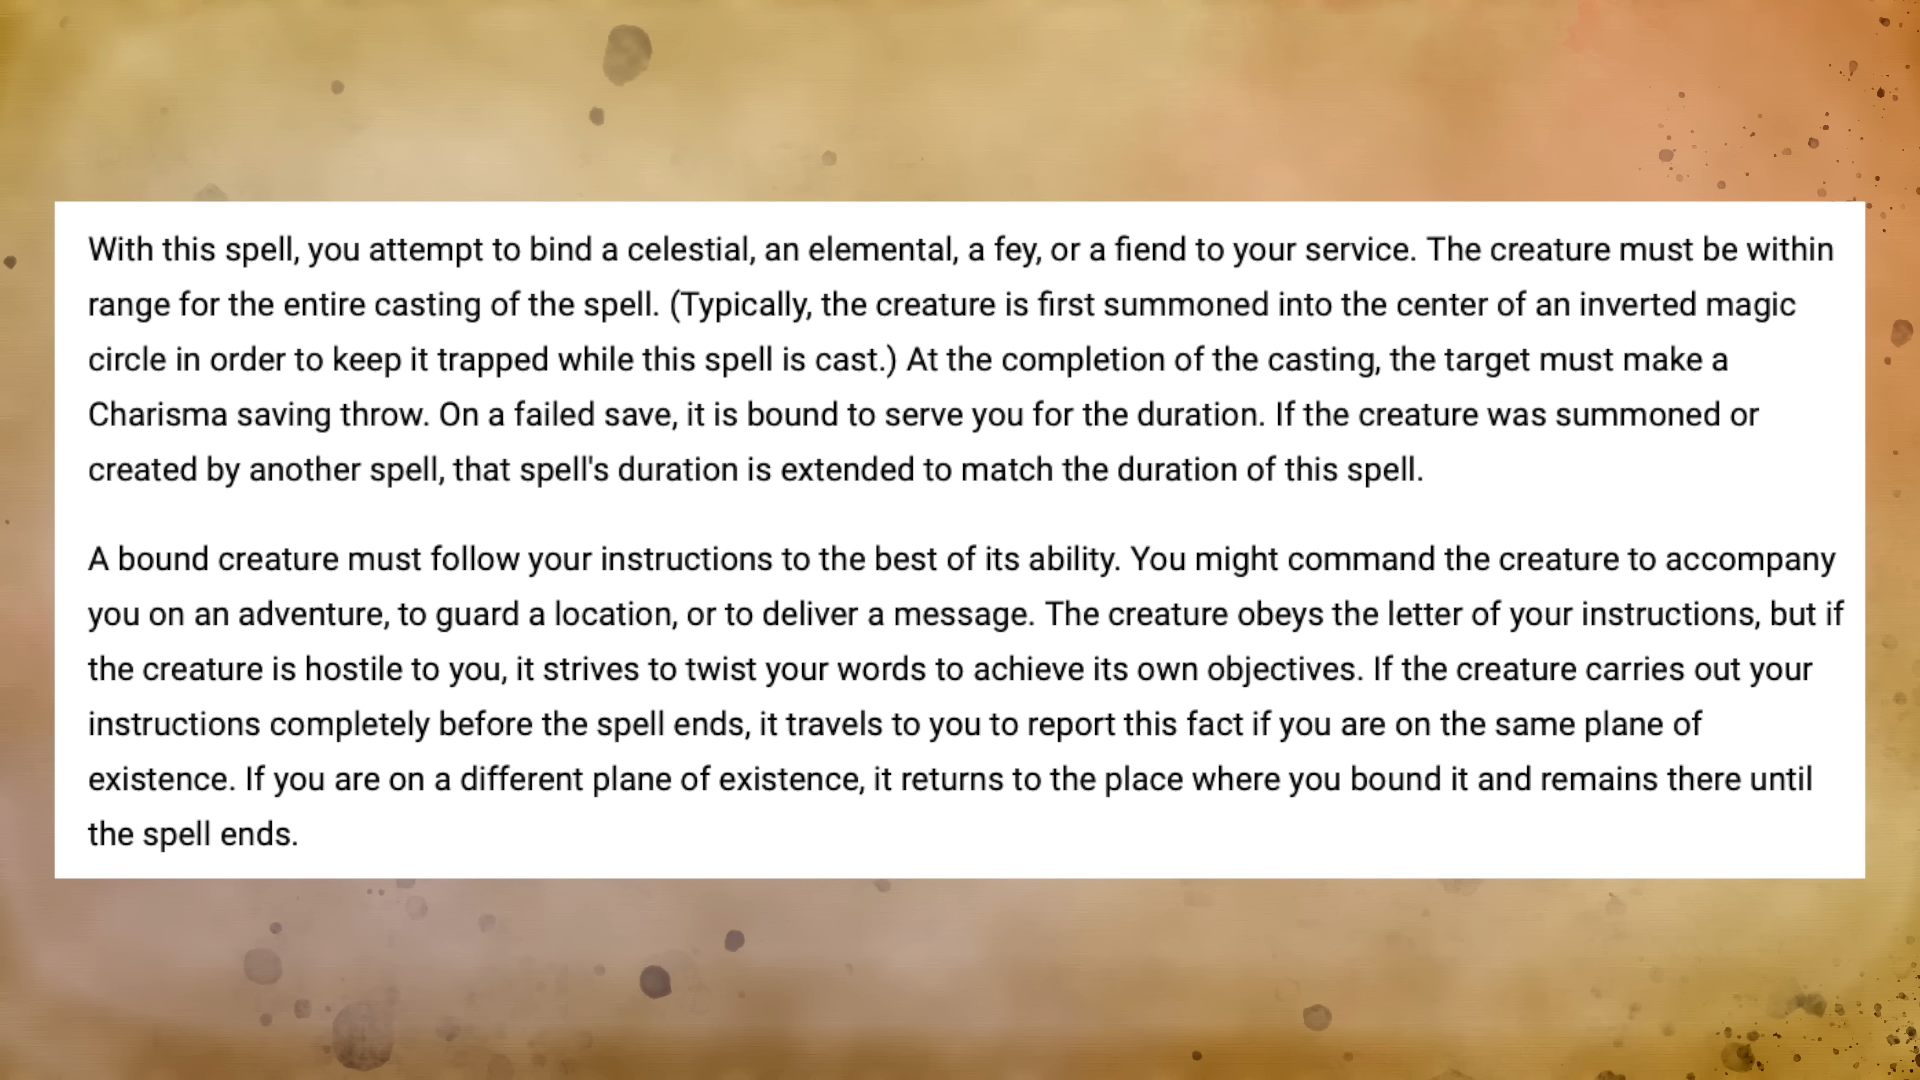 With this spell, you attempt to bind a celestial, an elemental, a fey, or a fiend to your service. The creature must be within
range for the entire casting of the spell. (Typically, the creature is first summoned into the center of an inverted magic
circle in order to keep it trapped while this spell is cast.) At the completion of the casting, the target must make a
Charisma saving throw. On a failed save, it is bound to serve you for the duration. If the creature was summoned or
created by another spell, that spell's duration is extended to match the duration of this spell.
A bound creature must follow your instructions to the best of its ability. You might command the creature to accompany
you on an adventure, to guard a location, or to deliver a message. The creature obeys the letter of your instructions, but if
the creature is hostile to you, it strives to twist your words to achieve its own objectives. If the creature carries out your
instructions completely before the spell ends, it travels to you to report this fact if you are on the same plane of
existence. If you are on a different plane of existence, it returns to the place where you bound it and remains there until
the spell ends.